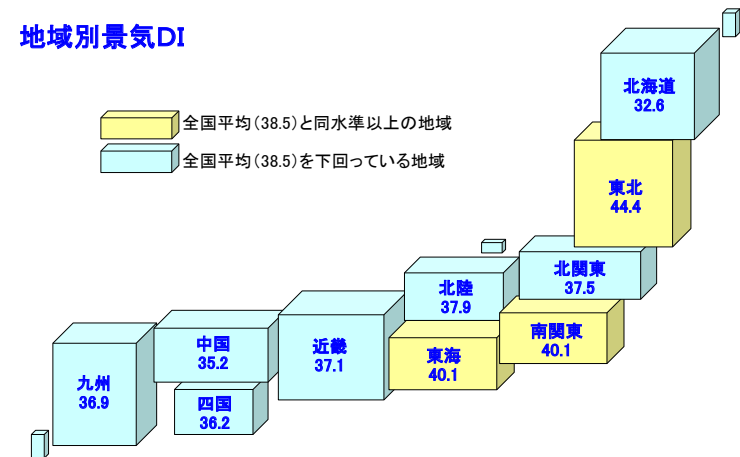 地域別景気DI
全国平均(38.5)と同水準以上の地域
全国平均(38.5)を下回っている地域
北海道
32.6
東北
44.4
北関東
37.5
北陸
37.9
南関東
40.1
東海
40.1
近畿
37.1
中国
35.2
四国
36.2
九州
36.9